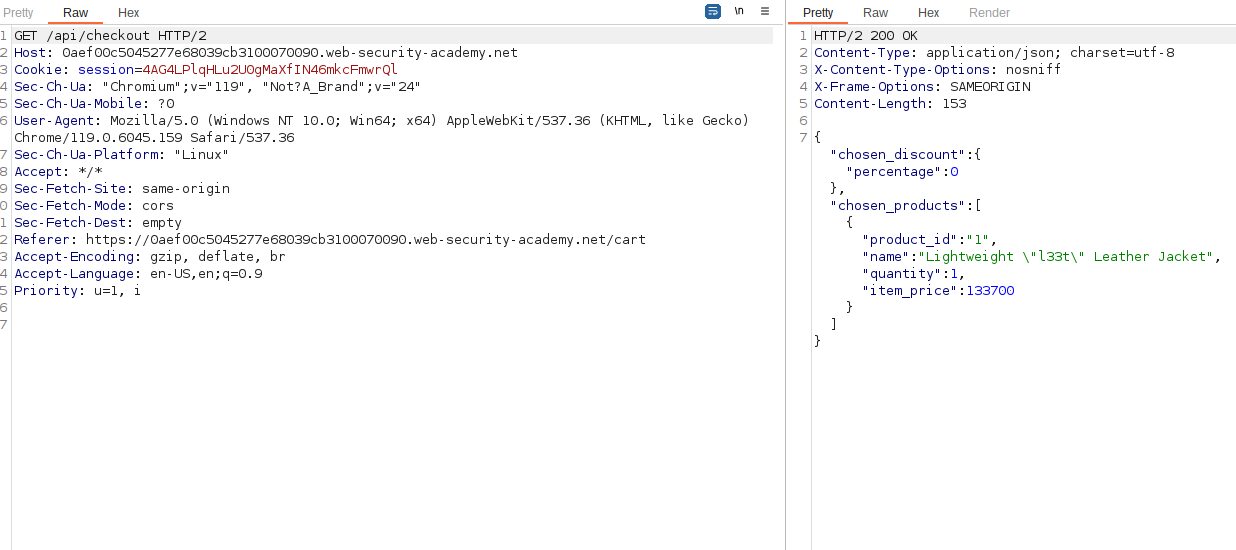 Pretty Raw Hex \n
1 GET /api/checkout HTTP/2
2 Host: 0aef00c5045277e68039cb3100070090.web-security-academy.net
3 Cookie: session=4AG4LPlqHLu2U0gMaXfIN46mkcFmwrQl
4 Sec-Ch-Ua: "Chromium";v="119", "Not?A_Brand";v="24"
5 Sec-Ch-Ua-Mobile: ?0
6 User-Agent: Mozilla/5.0 (Windows NT 10.0; Win64; x64) AppleWebKit/537.36 (KHTML, like Gecko)
Chrome/119.0.6045.159 Safari/537.36
7 Sec-Ch-Ua-Platform: "Linux"
8 Accept: */*
9 Sec-Fetch-Site: same-origin
0 Sec-Fetch-Mode: cors
1 Sec-Fetch-Dest: empty
2 Referer: https://0aef00c5045277e68039cb3100070090.web-security-academy.net/cart
3 Accept-Encoding: gzip, deflate, br
4 Accept-Language: en-US,en;q=0.9
5 Priority: u=1, i
6
7
Pretty Raw Hex Render
1 HTTP/2 200 OK
2 Content-Type: application/json; charset=utf-8
3 X-Content-Type-Options: nosniff
4 X-Frame-Options: SAMEORIGIN
5 Content-Length: 153
6
7 {
"chosen_discount":{
"percentage":0
},
"chosen_products":[
{
"product_id":"1",
"name":"Lightweight \"l33t\" Leather Jacket",
"quantity":1,
"item_price":133700
}
]
}